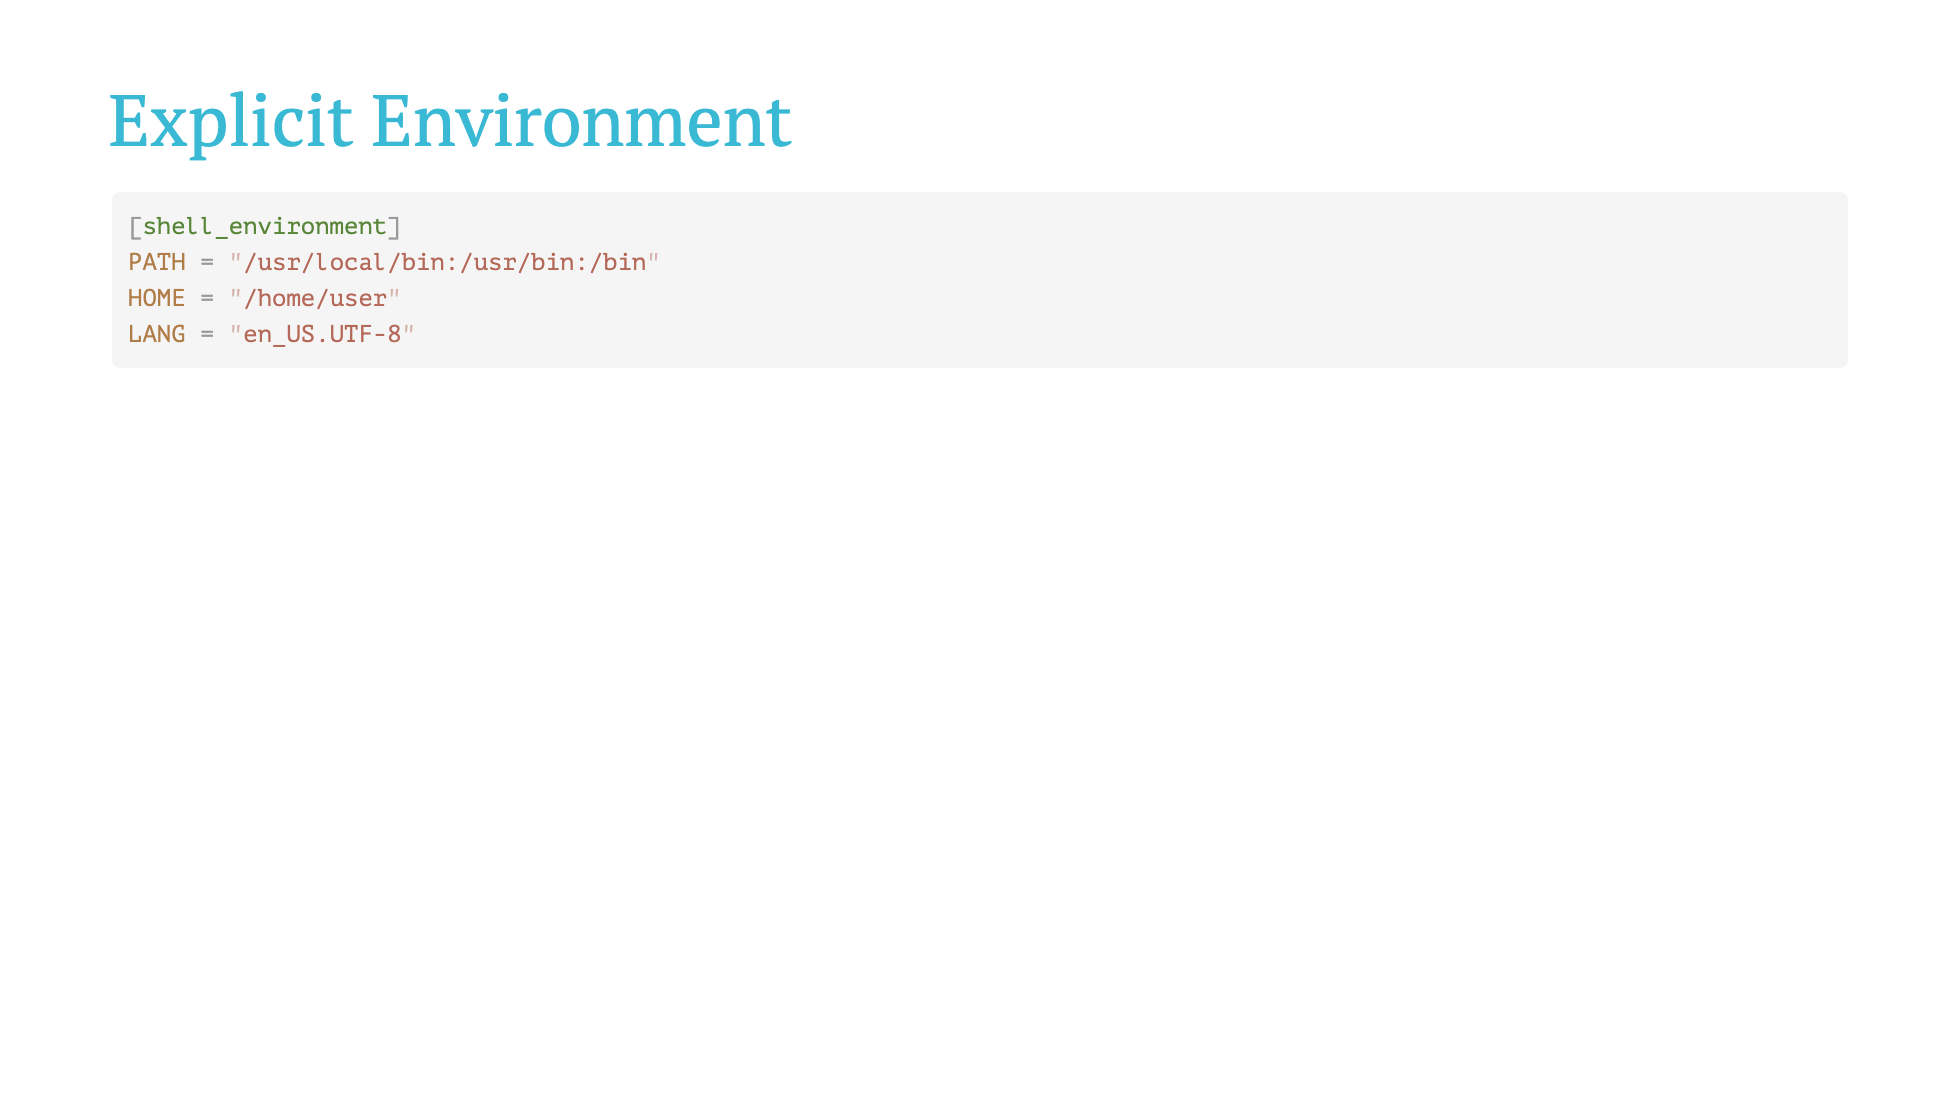 Explicit Environment
[shell_environment]
PATH = "/usr/local/bin:/usr/bin:/bin"
HOME = "/home/user"
LANG = "en_US.UTF-8"